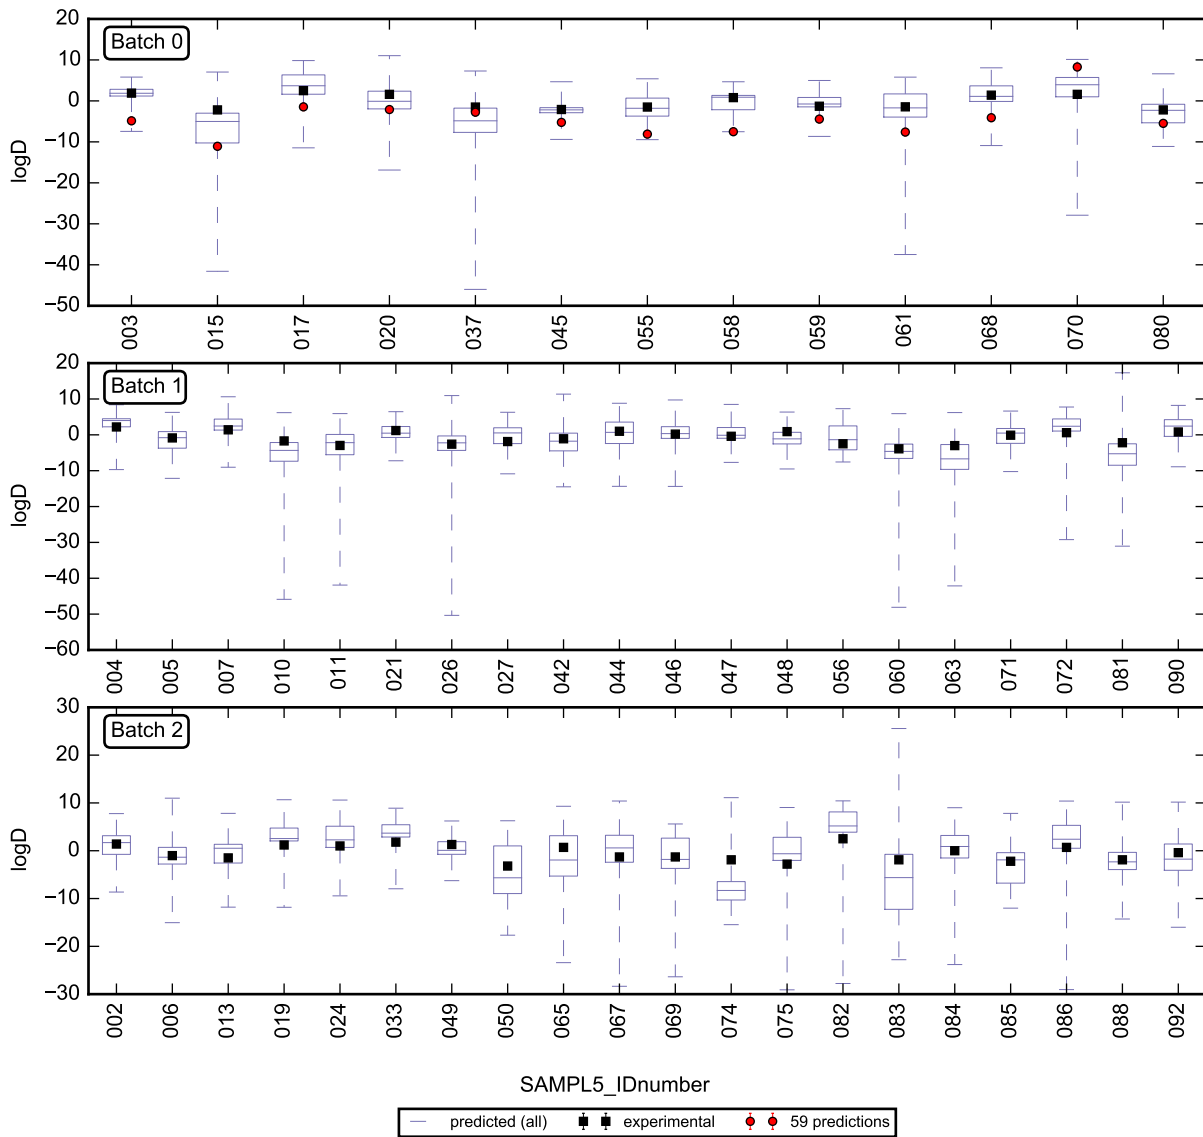 20
10
0
−10
−20
−30
−40
−50
logD
Batch 0
003 015 017 020 037 045 055 058 059 061 068 070 080
20
10
0
−10
−20
−30
−40
−50
−60
logD
Batch 1
004 005 007 010 011 021 026 027 042 044 046 047 048 056 060 063 071 072 081 090
30
20
10
0
−10
−20
−30
logD
Batch 2
002 006 013 019 024 033 049 050 065 067 069 074 075 082 083 084 085 086 088 092
SAMPL5_IDnumber
predicted (all) experimental 59 predictions